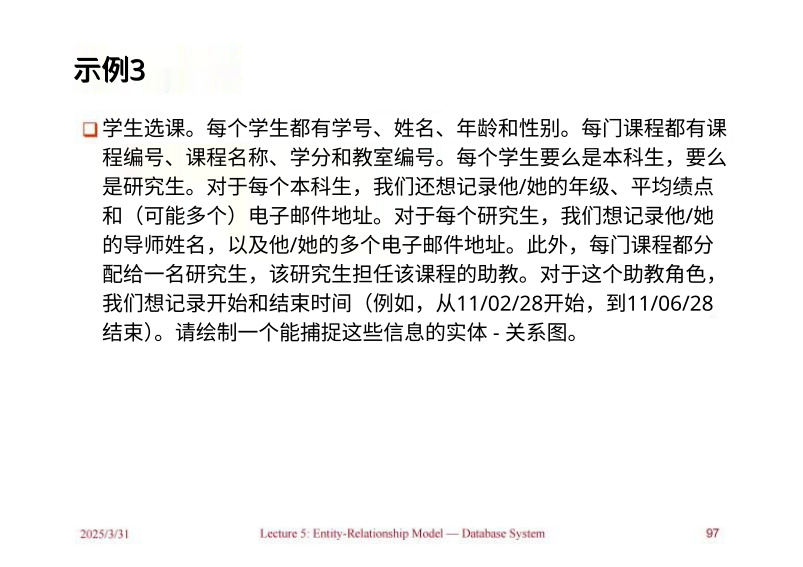 示例3
学生选课。每个学生都有学号、姓名、年龄和性别。每门课程都有课
程编号、课程名称、学分和教室编号。每个学生要么是本科生，要么
是研究生。对于每个本科生，我们还想记录他/她的年级、平均绩点
和（可能多个）电子邮件地址。对于每个研究生，我们想记录他/她
的导师姓名，以及他/她的多个电子邮件地址。此外，每门课程都分
配给一名研究生，该研究生担任该课程的助教。对于这个助教角色，
我们想记录开始和结束时间（例如，从11/02/28开始，到11/06/28
结束）。请绘制一个能捕捉这些信息的实体 - 关系图。
2025/3/31 Lecture 5: Entity-Relationship Model — Database System 97